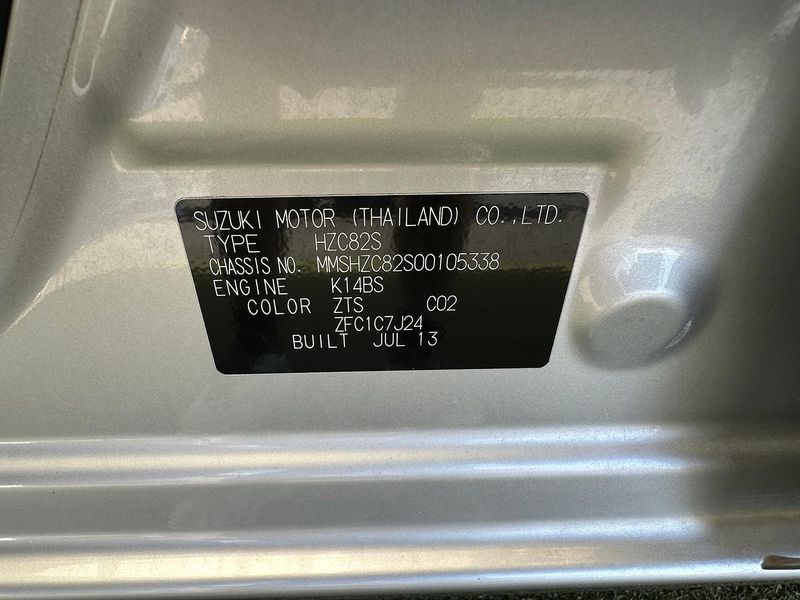 SUZUKI MOTOR (THAILAND) CO.,LTD.
TYPE HZC82S
CHASSIS NO. MMSHZC82S00105338
ENGINE K14BS
COLOR ZTS C02
ZFC1C7J24
BUILT JUL 13